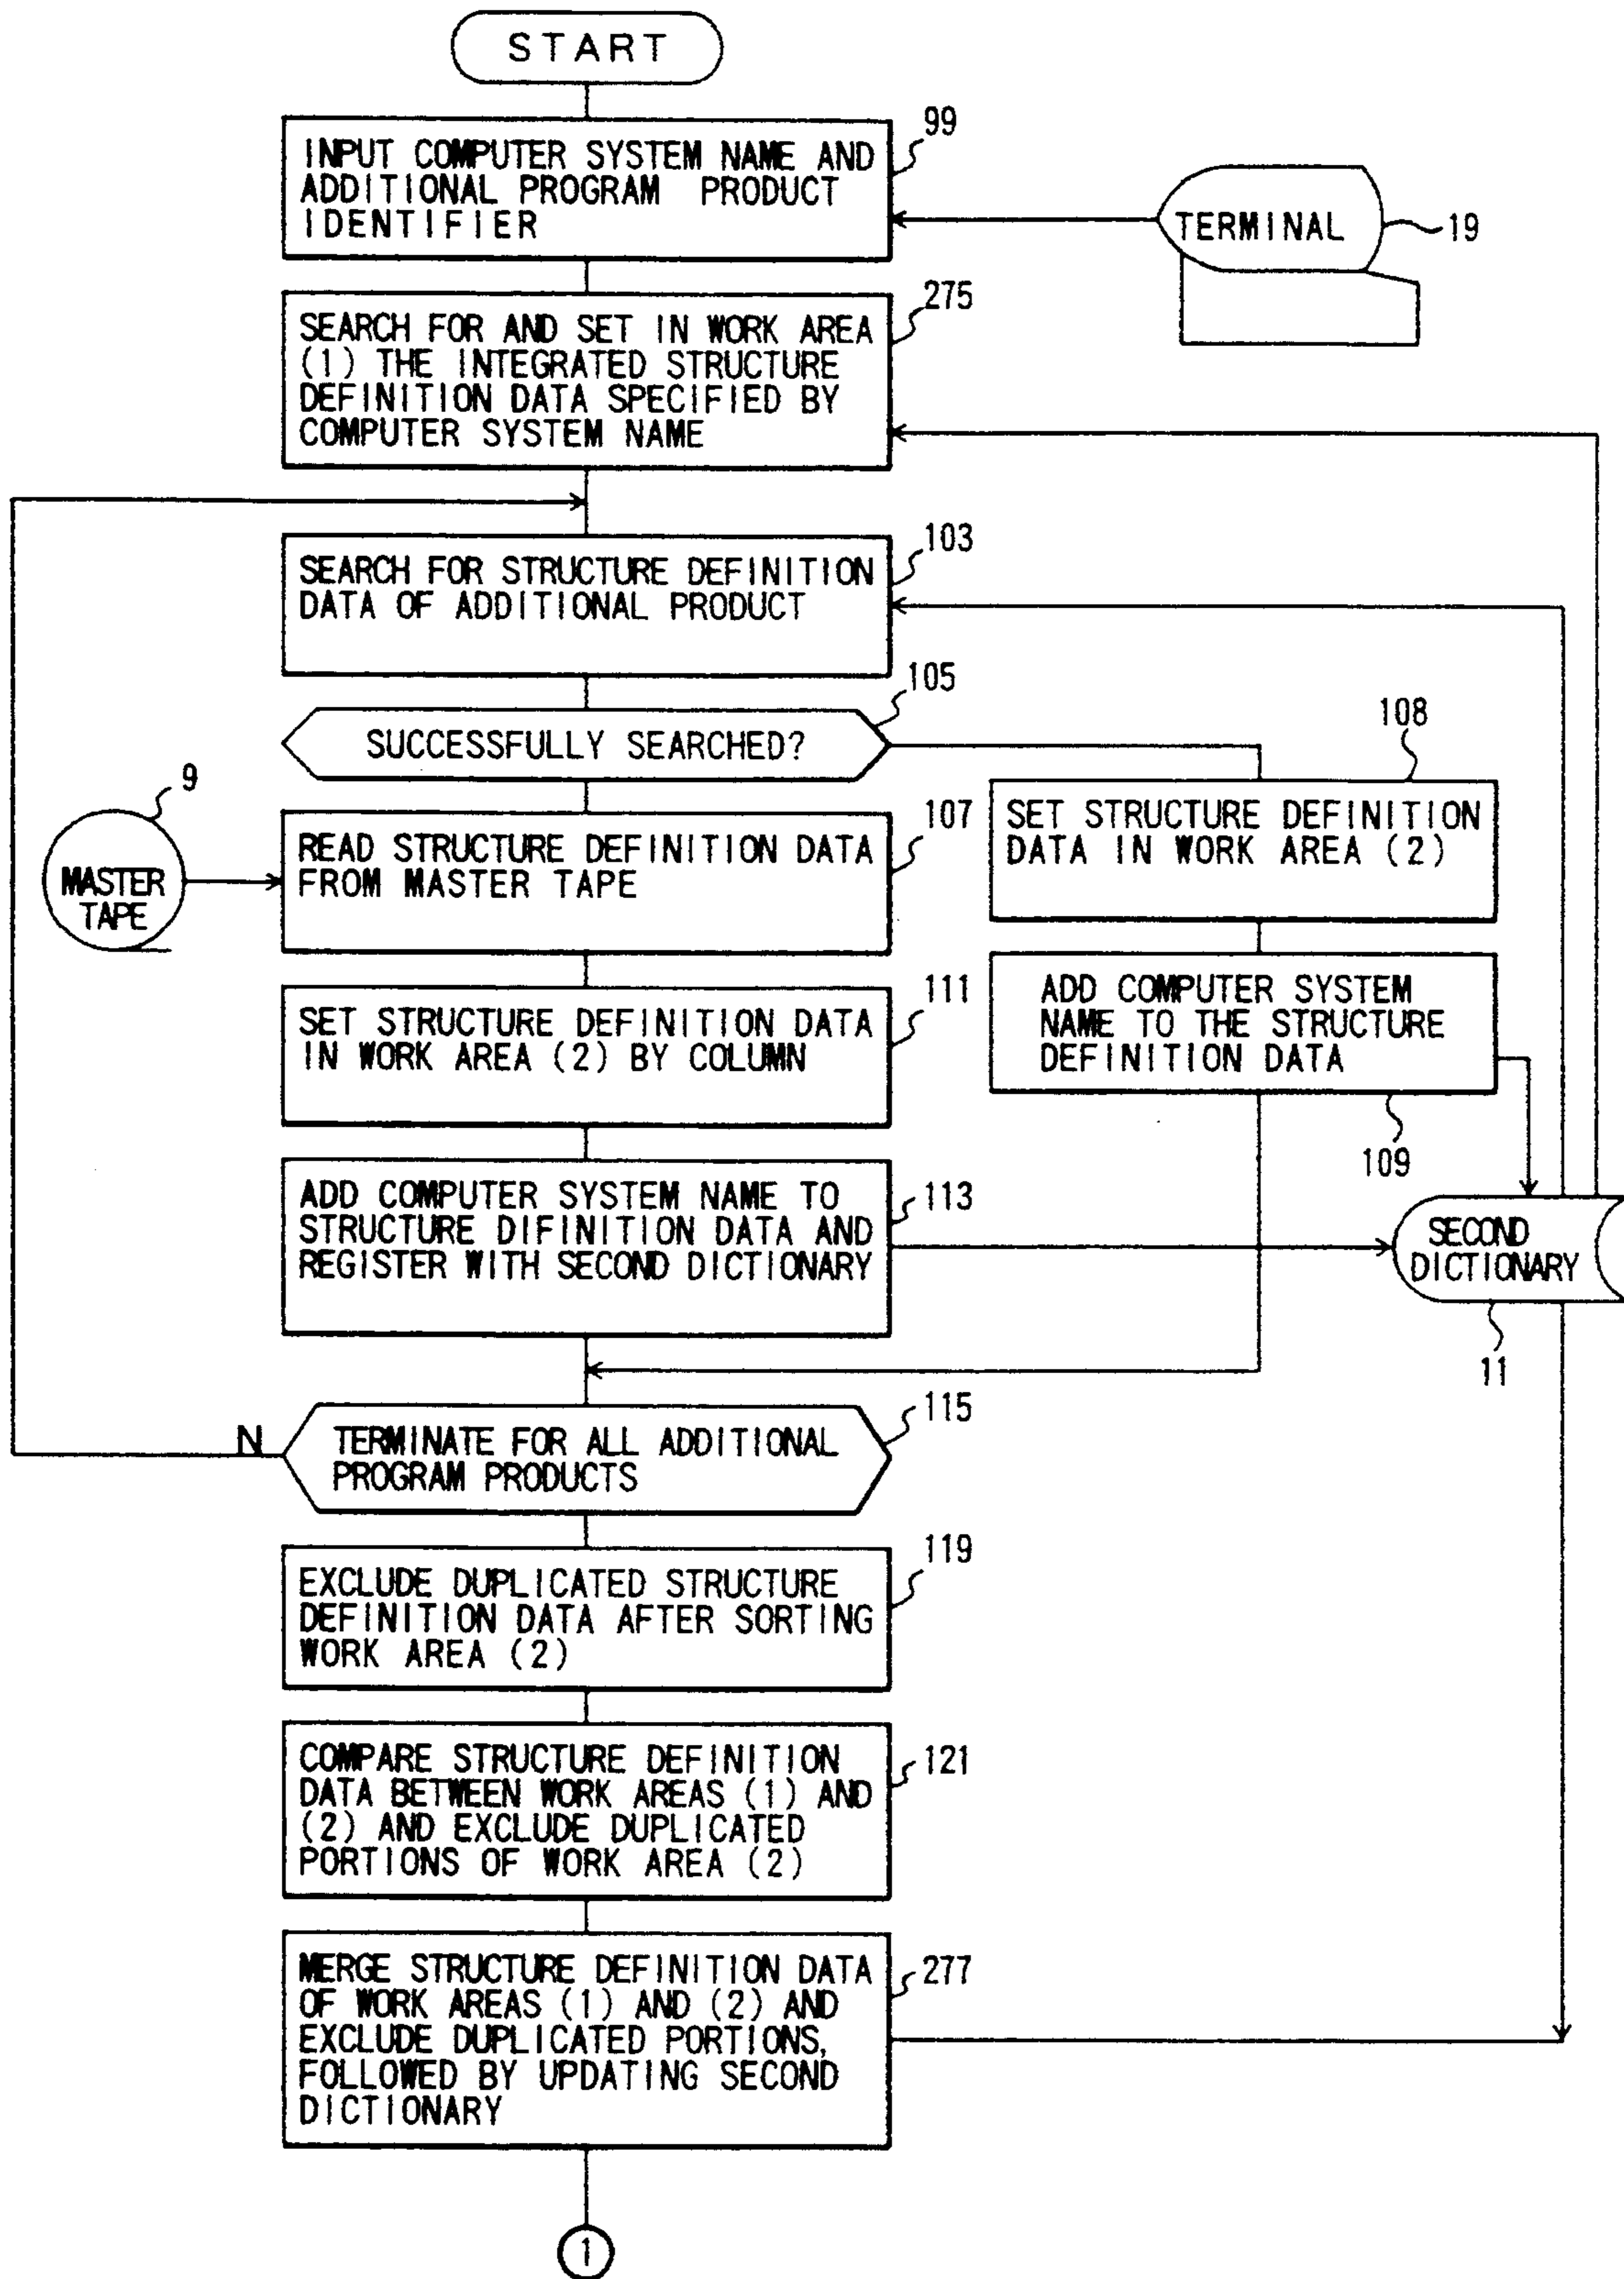 START
99
INPUT COMPUTER SYSTEM NAME AND
ADDITIONAL PROGRAM PRODUCT
IDENTIFIER
TERMINAL
19
275
SEARCH FOR AND SET IN WORK AREA
(1) THE INTEGRATED STRUCTURE
DEFINITION DATA SPECIFIED BY
COMPUTER SYSTEM NAME
103
SEARCH FOR STRUCTURE DEFINITION
DATA OF ADDITIONAL PRODUCT
105
SUCCESSFULLY SEARCHED?
108
SET STRUCTURE DEFINITION
DATA IN WORK AREA (2)
9
MASTER
TAPE
107
READ STRUCTURE DEFINITION DATA
FROM MASTER TAPE
ADD COMPUTER SYSTEM
NAME TO THE STRUCTURE
DEFINITION DATA
109
111
SET STRUCTURE DEFINITION DATA
IN WORK AREA (2) BY COLUMN
113
ADD COMPUTER SYSTEM NAME TO
STRUCTURE DIFINITION DATA AND
REGISTER WITH SECOND DICTIONARY
SECOND
DICTIONARY
11
115
N
TERMINATE FOR ALL ADDITIONAL
PROGRAM PRODUCTS
119
EXCLUDE DUPLICATED STRUCTURE
DEFINITION DATA AFTER SORTING
WORK AREA (2)
121
COMPARE STRUCTURE DEFINITION
DATA BETWEEN WORK AREAS (1) AND
(2) AND EXCLUDE DUPLICATED
PORTIONS OF WORK AREA (2)
277
MERGE STRUCTURE DEFINITION DATA
OF WORK AREAS (1) AND (2) AND
EXCLUDE DUPLICATED PORTIONS,
FOLLOWED BY UPDATING SECOND
DICTIONARY
1